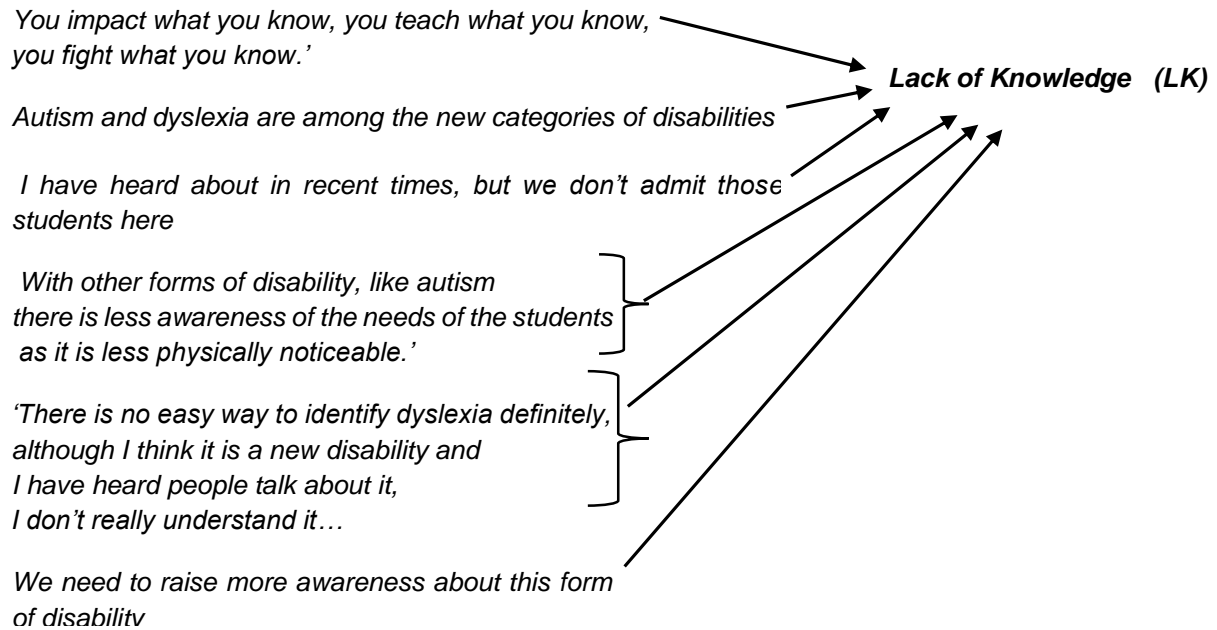 You impact what you know, you teach what you know,
you fight what you know.’
Lack of Knowledge (LK)
Autism and dyslexia are among the new categories of disabilities
I have heard about in recent times, but we don’t admit those
students here
With other forms of disability, like autism
there is less awareness of the needs of the students
as it is less physically noticeable.’
‘There is no easy way to identify dyslexia definitely,
although I think it is a new disability and
I have heard people talk about it,
I don’t really understand it…
We need to raise more awareness about this form
of disability